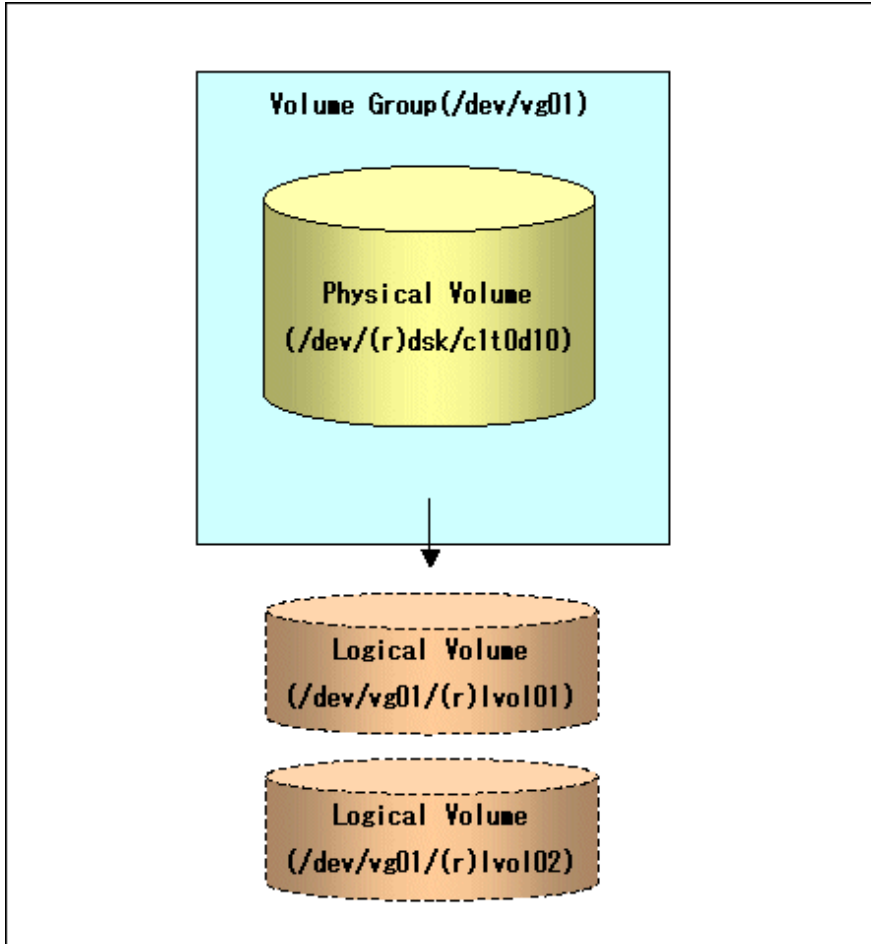 Volume Group(/dev/vg01)
Physical Volume
(/dev/(r)dsk/c1t0d10)
Logical Volume
(/dev/vg01/(r)lvol01)
Logical Volume
(/dev/vg01/(r)lvol02)